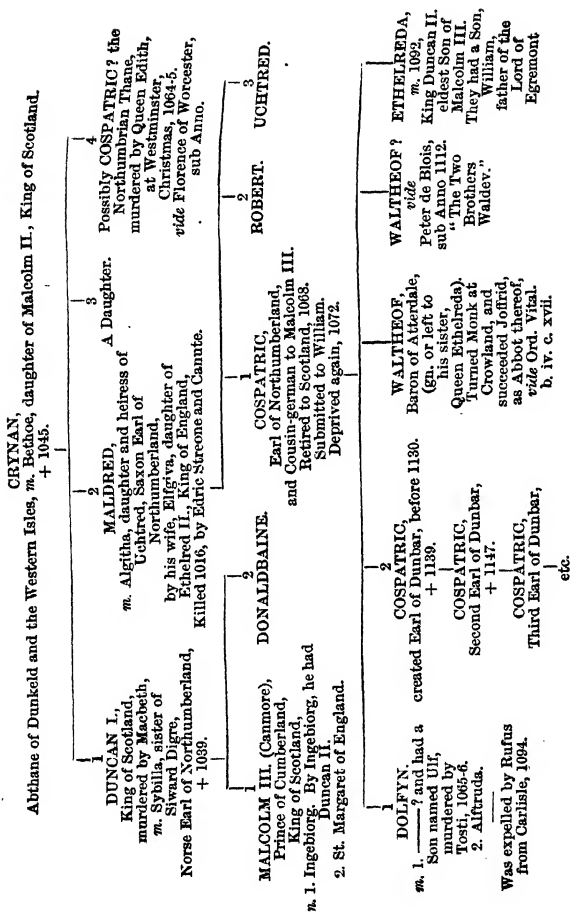 CRYNAN,
Abthane of Dunkeld and the Western Isles, m. Bethoc, daughter of Malcolm II., King of Scotland.
+ 1045.
1
DUNCAN I.,
King of Scotland,
murdered by Macbeth,
m. Sybilla, sister of
Siward Digre,
Norse Earl of Northumberland,
+ 1039.
2
MALDRED,
m. Algitha, daughter and heiress of
Uchtred, Saxon Earl of
Northumberland,
by his wife, Elfgiva, daughter of
Ethelred II., King of England,
Killed 1016, by Edric Streone and Canute.
3
A Daughter.
4
Possibly COSPATRIC? the
Northumbrian Thane,
murdered by Queen Edith,
at Westminster,
Christmas, 1064-5.
vide Florence of Worcester,
sub Anno.
1
MALCOLM III. (Canmore),
Prince of Cumberland,
King of Scotland,
n. 1. Ingebiorg. By Ingebiorg, he had
Duncan II.
2. St. Margaret of England.
2
DONALDBAINE.
1
COSPATRIC,
Earl of Northumberland,
and Cousin-german to Malcolm III.
Retired to Scotland, 1068.
Submitted to William.
Deprived again, 1072.
2
ROBERT.
3
UCHTRED.
1
DOLFYN.
m. 1. ——? and had a
Son named Ulf,
murdered by
Tosti, 1065-6.
2. Alftruda.
Was expelled by Rufus
from Carlisle, 1094.
2
COSPATRIC,
created Earl of Dunbar, before 1130.
+ 1139.
COSPATRIC,
Second Earl of Dunbar,
+ 1147.
COSPATRIC,
Third Earl of Dunbar,
etc.
WALTHEOF,
Baron of Atterdale,
(gn. or left to
his sister,
Queen Ethelreda).
Turned Monk at
Crowland, and
succeeded Joffrid,
as Abbot thereof,
vide Ord. Vital.
b. iv. c. xvii.
WALTHEOF?
vide
Peter de Blois,
sub Anno 1112.
"The Two
Brothers
Waldev."
ETHELREDA,
m. 1092,
King Duncan II.
eldest Son of
Malcolm III.
They had a Son,
William,
father of the
Lord of
Egremont